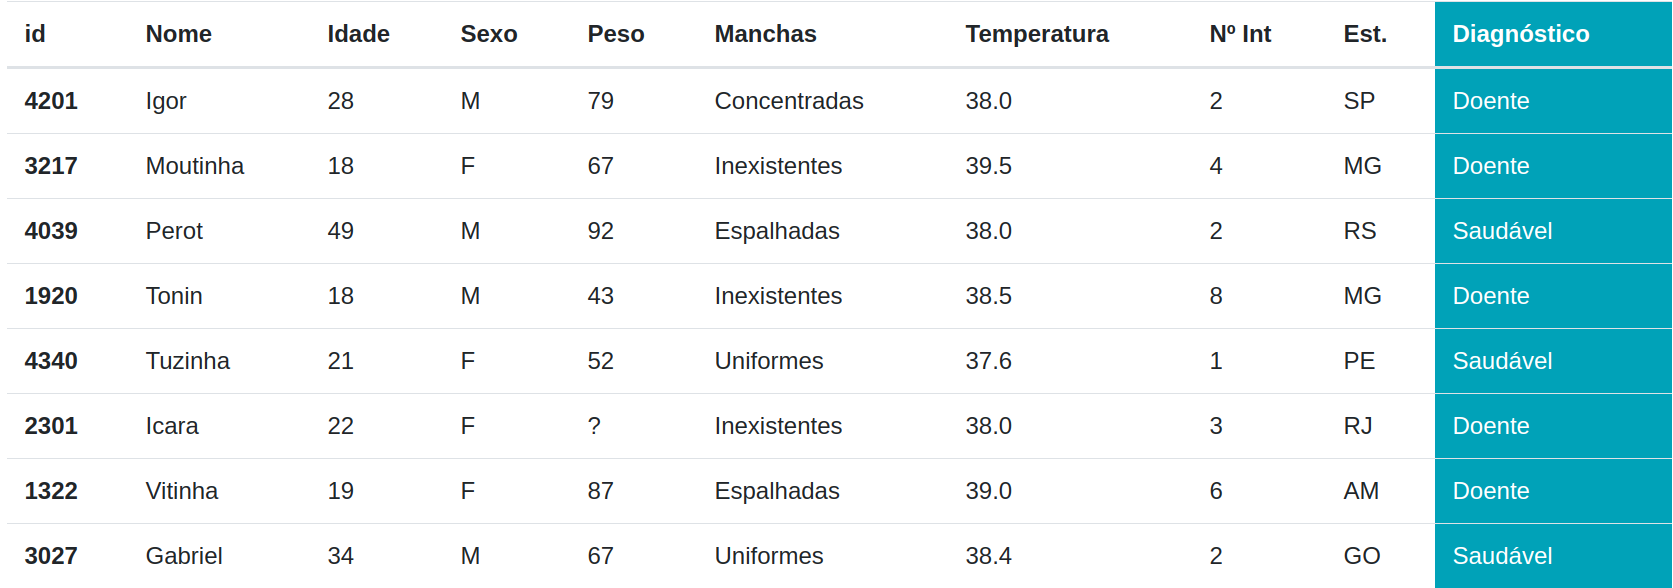 id Nome Idade Sexo Peso Manchas Temperatura Nº Int Est. Diagnóstico
4201 Igor 28 M 79 Concentradas 38.0 2 SP Doente
3217 Moutinha 18 F 67 Inexistentes 39.5 4 MG Doente
4039 Perot 49 M 92 Espalhadas 38.0 2 RS Saudável
1920 Tonin 18 M 43 Inexistentes 38.5 8 MG Doente
4340 Tuzinha 21 F 52 Uniformes 37.6 1 PE Saudável
2301 Icara 22 F ? Inexistentes 38.0 3 RJ Doente
1322 Vitinha 19 F 87 Espalhadas 39.0 6 AM Doente
3027 Gabriel 34 M 67 Uniformes 38.4 2 GO Saudável